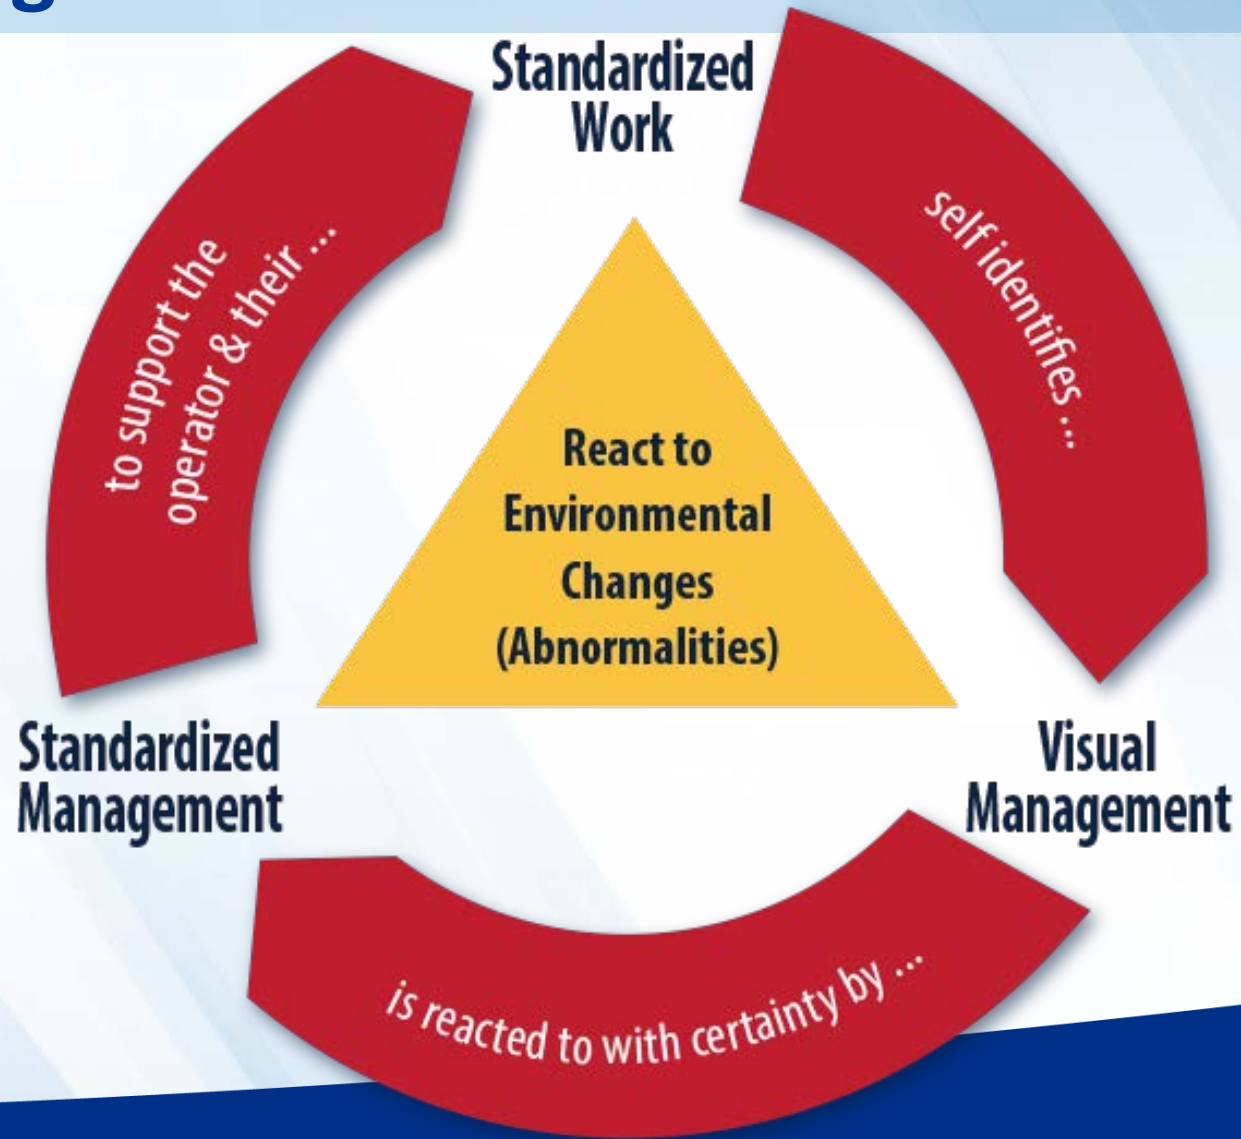 g
Standardized
Work
self identifies ...
Visual
Management
is reacted to with certainty by ...
Standardized
Management
to support the
operator & their ...
React to
Environmental
Changes
(Abnormalities)